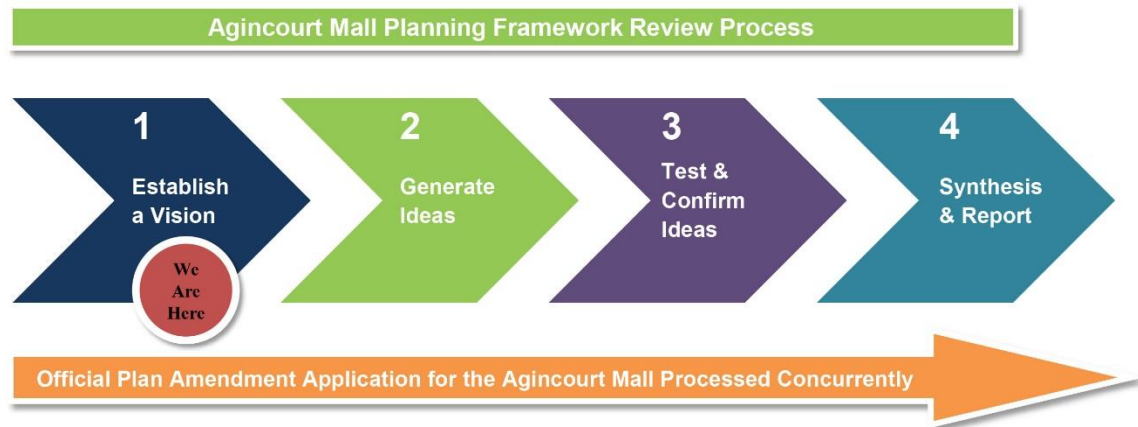 Agincourt Mall Planning Framework Review Process
1
Establish
a Vision
We
Are
Here
2
Generate
Ideas
3
Test &
Confirm
Ideas
4
Synthesis
& Report
Official Plan Amendment Application for the Agincourt Mall Processed Concurrently